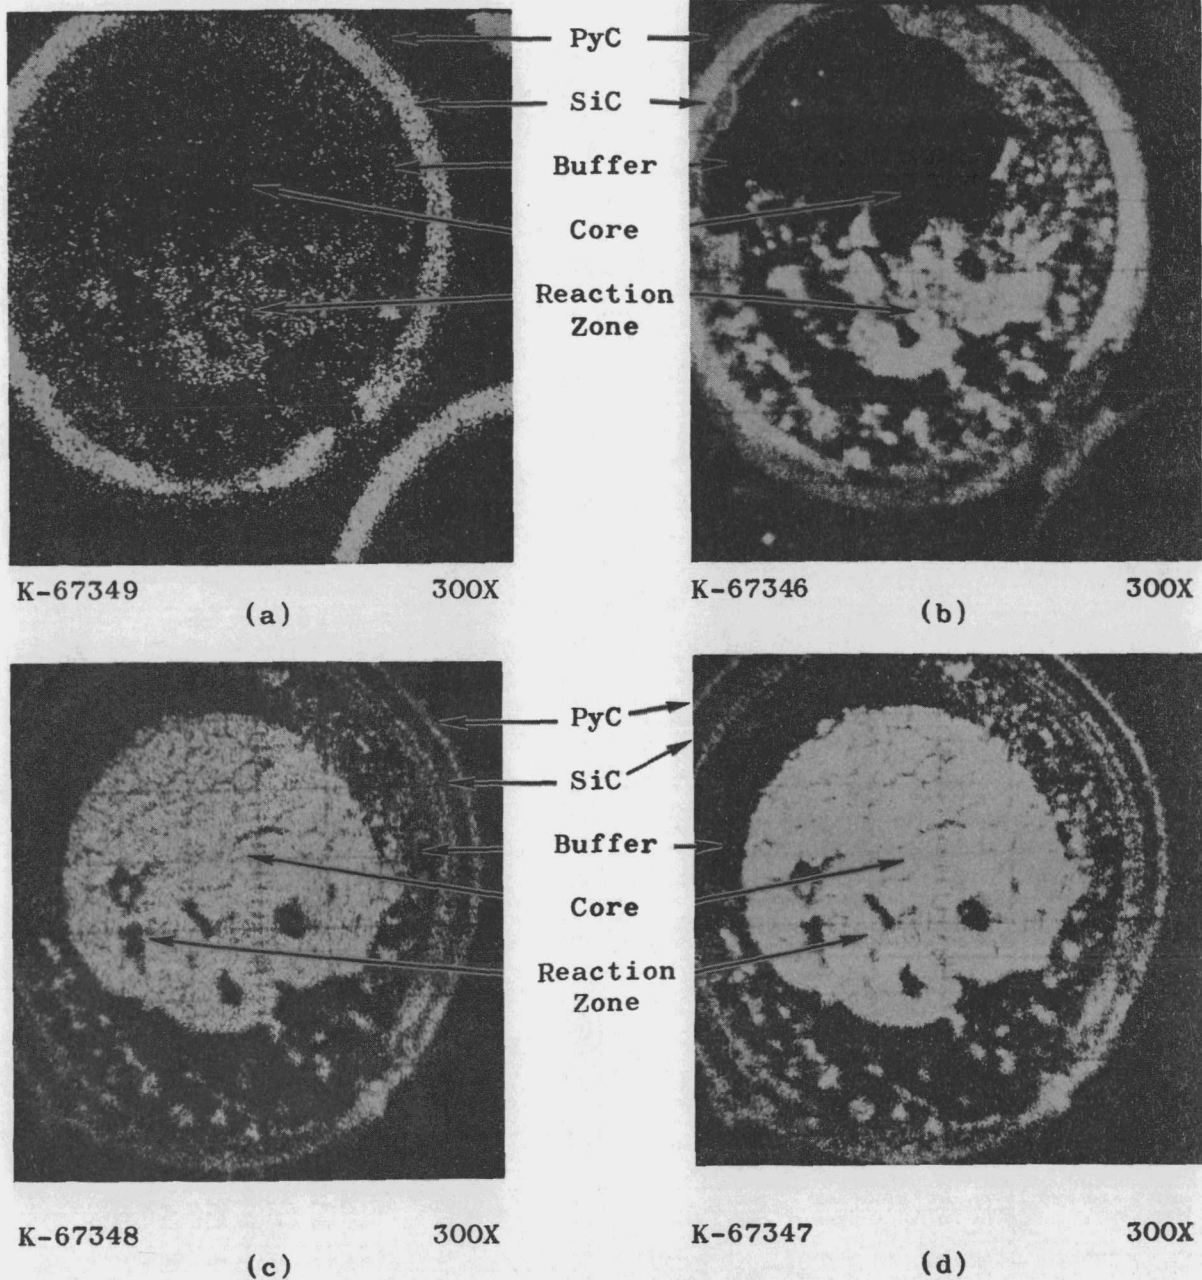 PyC
SiC
Buffer
Core
Reaction
Zone
K-67349 300X
(a)
K-67346 300X
(b)
PyC
SiC
Buffer
Core
Reaction
Zone
K-67348 300X
(c)
K-67347 300X
(d)